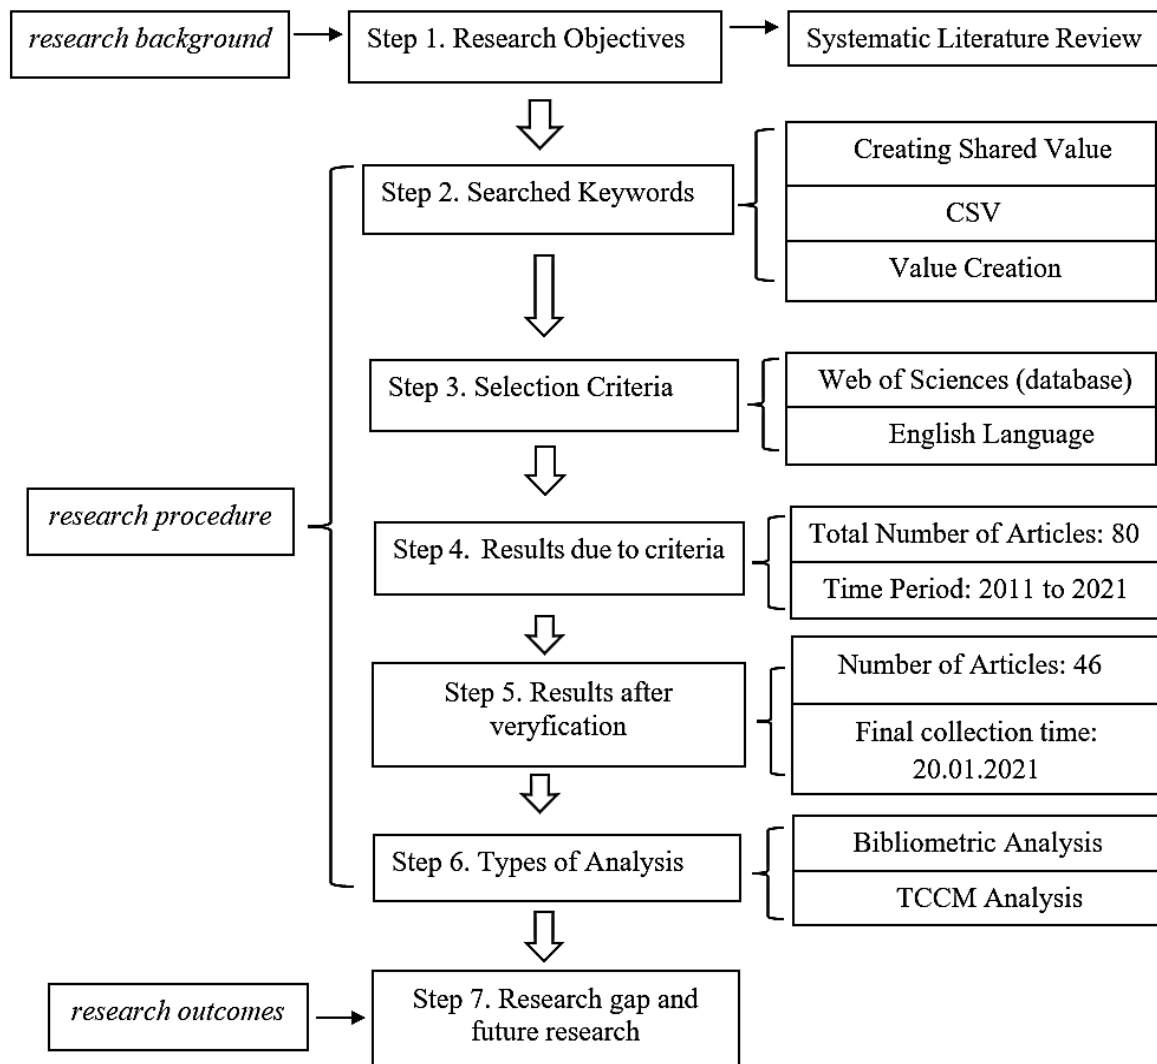 research background
Step 1. Research Objectives
Systematic Literature Review
Step 2. Searched Keywords
Creating Shared Value
CSV
Value Creation
Step 3. Selection Criteria
Web of Sciences (database)
English Language
research procedure
Step 4. Results due to criteria
Total Number of Articles: 80
Time Period: 2011 to 2021
Step 5. Results after
veryfication
Number of Articles: 46
Final collection time:
20.01.2021
Step 6. Types of Analysis
Bibliometric Analysis
TCCM Analysis
research outcomes
Step 7. Research gap and
future research